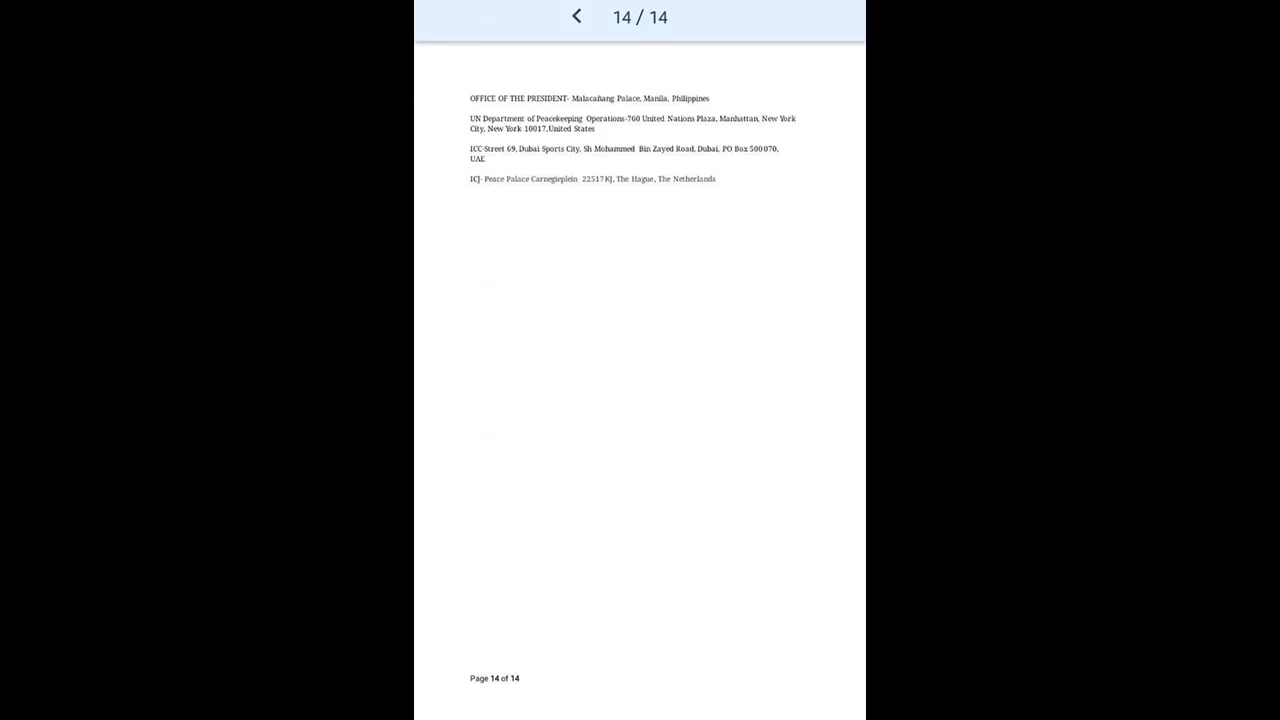 14 / 14
OFFICE OF THE PRESIDENT- Malacañang Palace, Manila, Philippines
UN Department of Peacekeeping Operations-760 United Nations Plaza, Manhattan, New York
City, New York 10017,United States
ICC-Street 69, Dubai Sports City, Sh Mohammed Bin Zayed Road, Dubai, PO Box 500070,
UAE
ICJ- Peace Palace Carnegieplein 22517KJ, The Hague, The Netherlands
Page 14 of 14